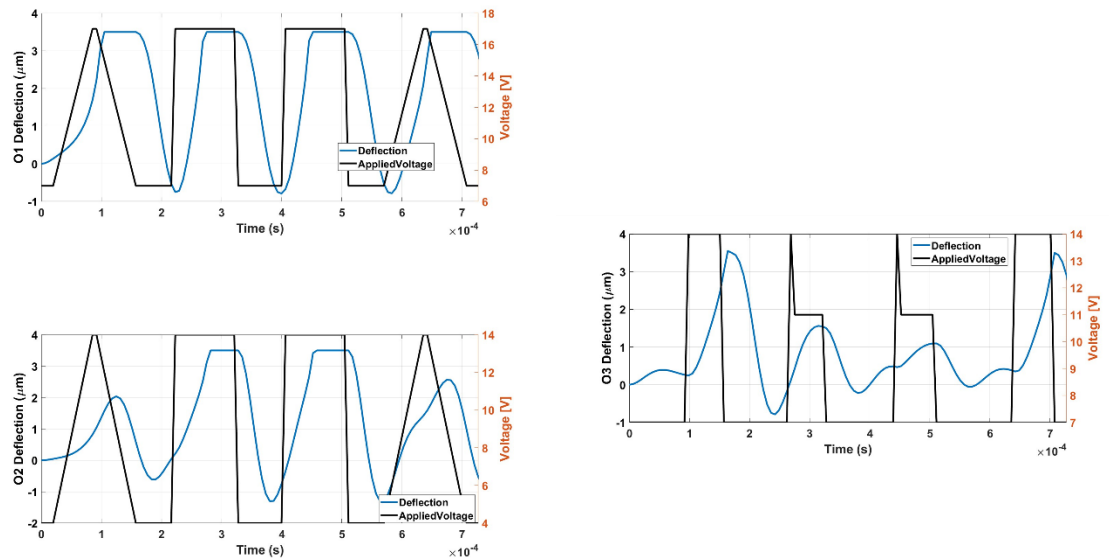 O1 Deflection (μm)
4
3
2
1
0
-1
18
16
14
12
10
8
6
Voltage [V]
Deflection
AppliedVoltage
0 1 2 3 4 5 6 7
Time (s)
×10⁻⁴
O2 Deflection (μm)
4
3
2
1
0
-1
-2
14
12
10
8
6
4
Voltage [V]
Deflection
AppliedVoltage
0 1 2 3 4 5 6 7
Time (s)
×10⁻⁴
O3 Deflection (μm)
4
3
2
1
0
-1
14
13
12
11
10
9
8
7
Voltage [V]
Deflection
AppliedVoltage
0 1 2 3 4 5 6 7
Time (s)
×10⁻⁴